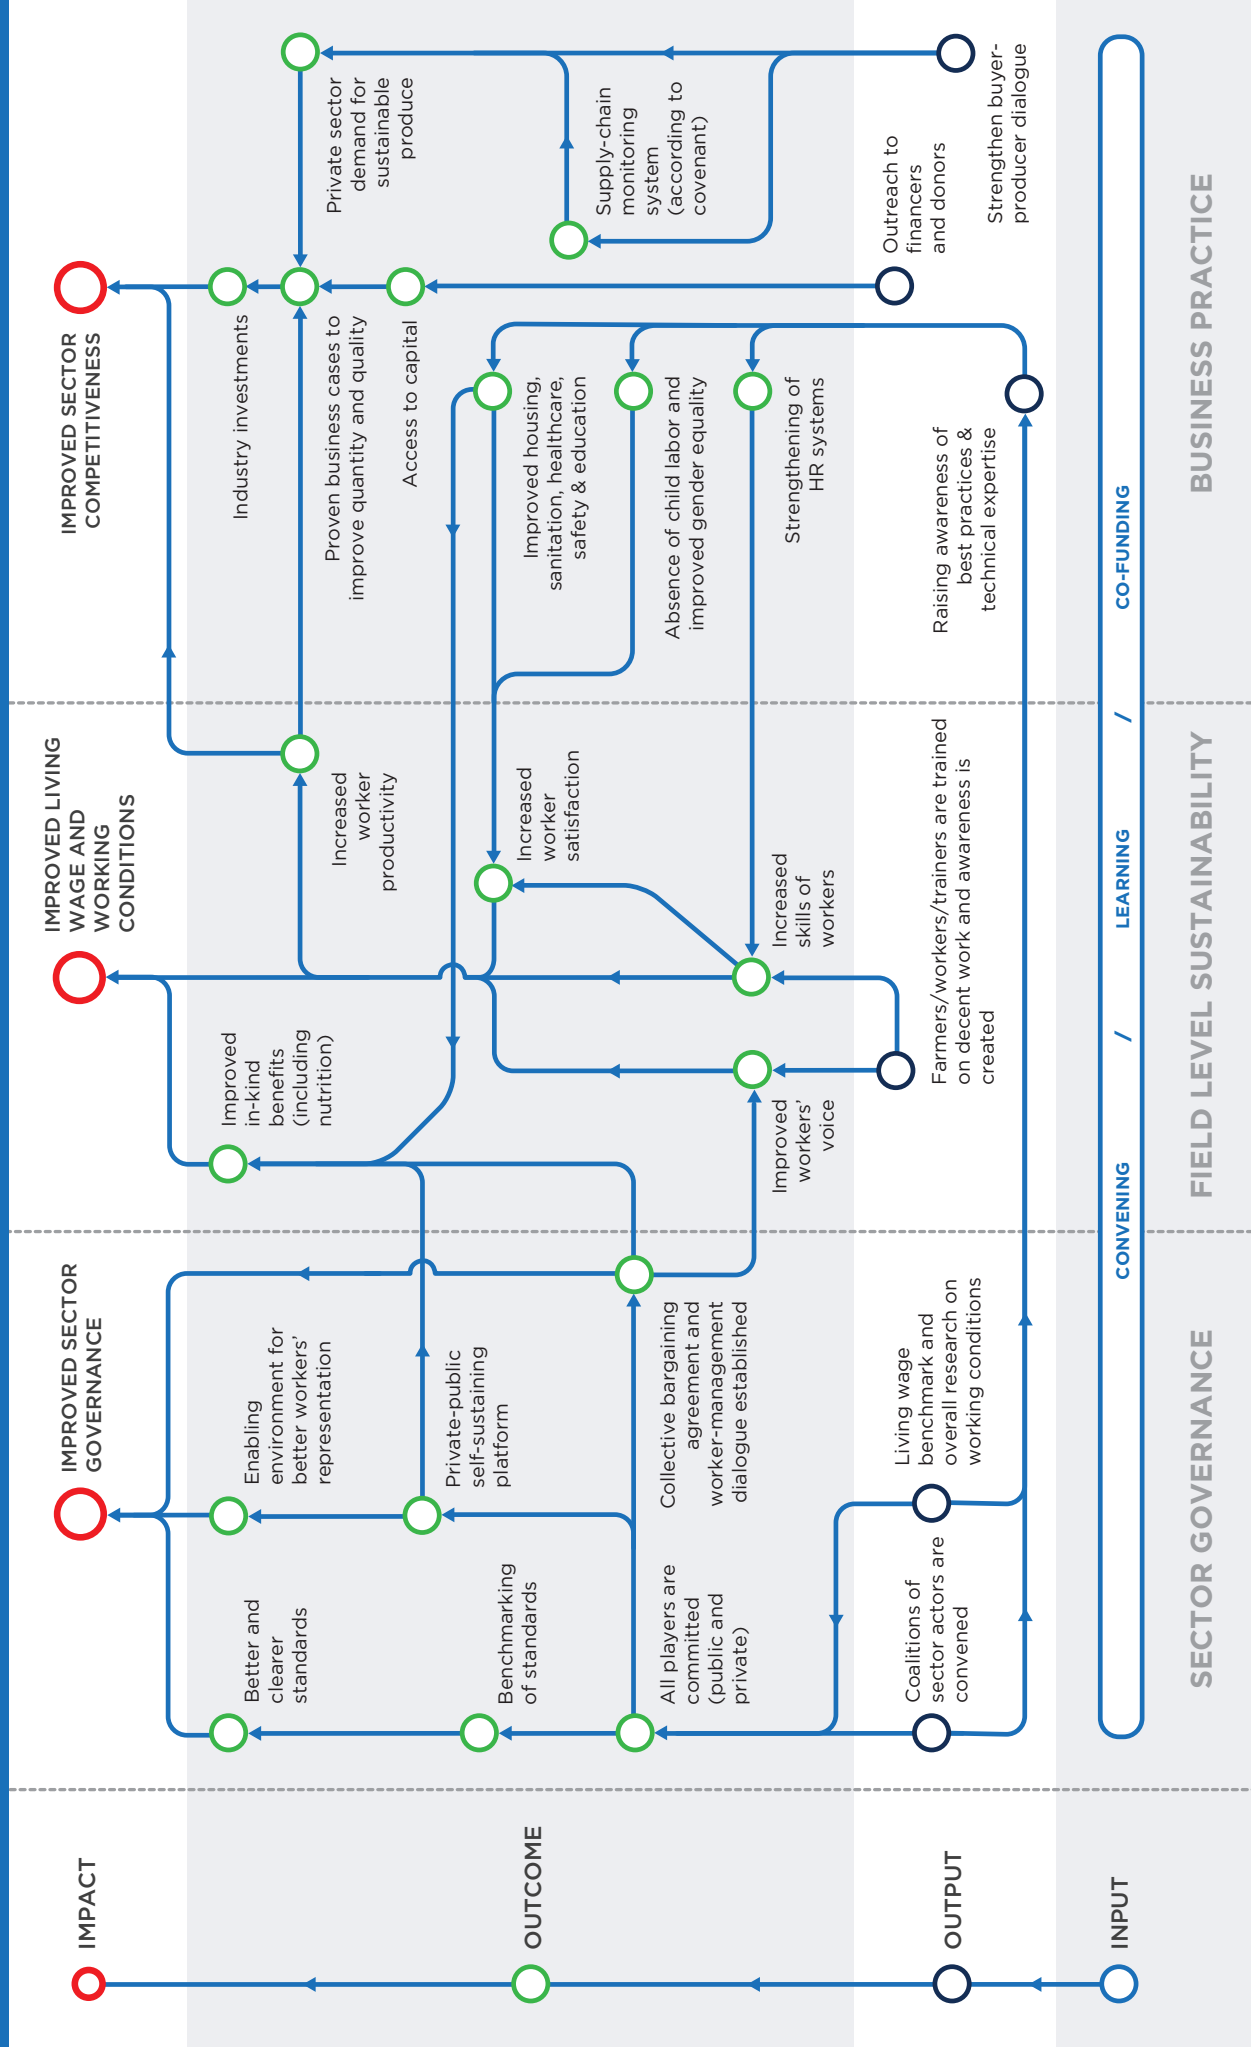 IMPACT
OUTCOME
OUTPUT
INPUT
IMPROVED SECTOR
GOVERNANCE
Better and
clearer
standards
Enabling
environment for
better workers'
representation
Benchmarking
of standards
Private-public
self-sustaining
platform
All players are
committed
(public and
private)
Collective bargaining
agreement and
worker-management
dialogue established
Coalitions of
sector actors are
convened
Living wage
benchmark and
overall research on
working conditions
IMPROVED LIVING
WAGE AND
WORKING
CONDITIONS
Improved
in-kind
benefits
(including
nutrition)
Increased
worker
productivity
Increased
worker
satisfaction
Improved
workers'
voice
Increased
skills of
workers
Farmers/workers/trainers are trained
on decent work and awareness is
created
IMPROVED SECTOR
COMPETITIVENESS
Industry investments
Proven business cases to
improve quantity and quality
Access to capital
Private sector
demand for
sustainable
produce
Improved housing,
sanitation, healthcare,
safety & education
Absence of child labor and
improved gender equality
Strengthening of
HR systems
Supply-chain
monitoring
system
(according to
covenant)
Raising awareness of
best practices &
technical expertise
Outreach to
financers
and donors
Strengthen buyer-
producer dialogue
CONVENING / LEARNING / CO-FUNDING
SECTOR GOVERNANCE
FIELD LEVEL SUSTAINABILITY
BUSINESS PRACTICE